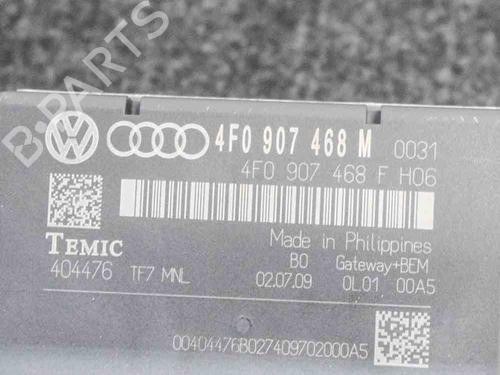 B-PARTS
4F0 907 468 M 0031
4F0 907 468 F H06
TEMIC
Made in Philippines
404476 TF7 MNL
B0 Gateway+BEM
02.07.09 0L01 00A5
00404476B027409702000A5